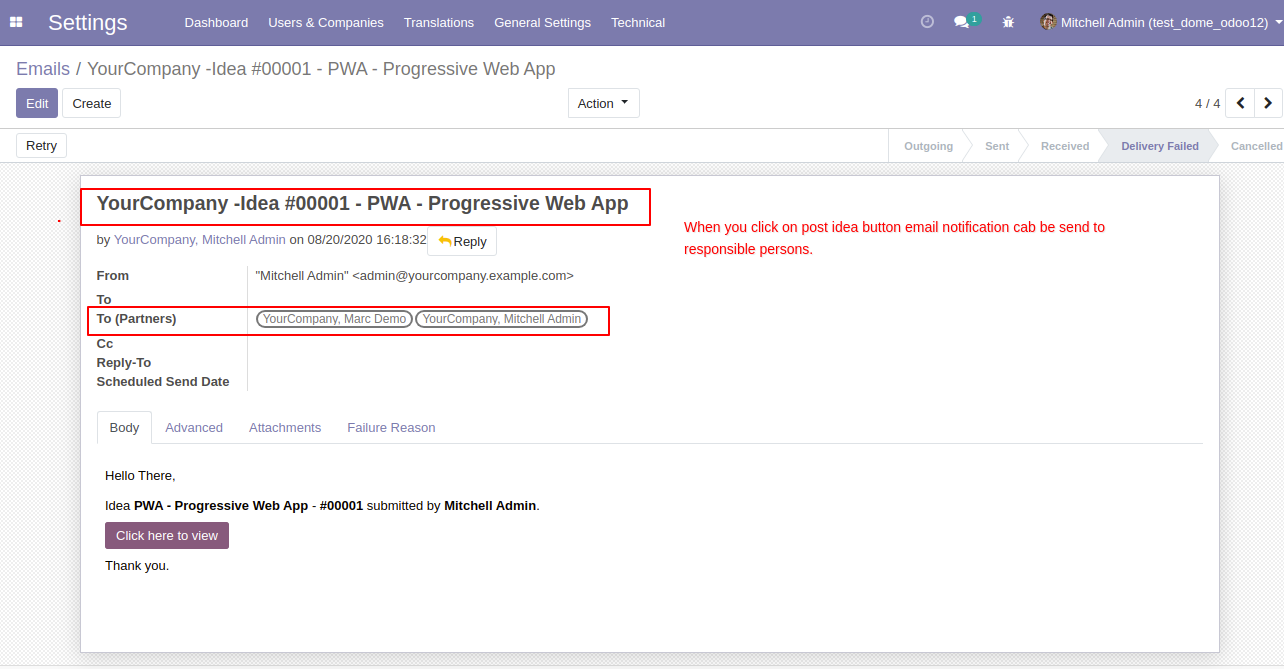 Settings Dashboard Users & Companies Translations General Settings Technical 1 Mitchell Admin (test_dome_odoo12)
Emails / YourCompany -Idea #00001 - PWA - Progressive Web App
Edit Create Action 4 / 4
Retry Outgoing Sent Received Delivery Failed Cancelled
YourCompany -Idea #00001 - PWA - Progressive Web App
When you click on post idea button email notification cab be send to
responsible persons.
by YourCompany, Mitchell Admin on 08/20/2020 16:18:32 Reply
From "Mitchell Admin" <admin@yourcompany.example.com>
To
To (Partners) YourCompany, Marc Demo YourCompany, Mitchell Admin
Cc
Reply-To
Scheduled Send Date
Body Advanced Attachments Failure Reason
Hello There,
Idea PWA - Progressive Web App - #00001 submitted by Mitchell Admin.
Click here to view
Thank you.